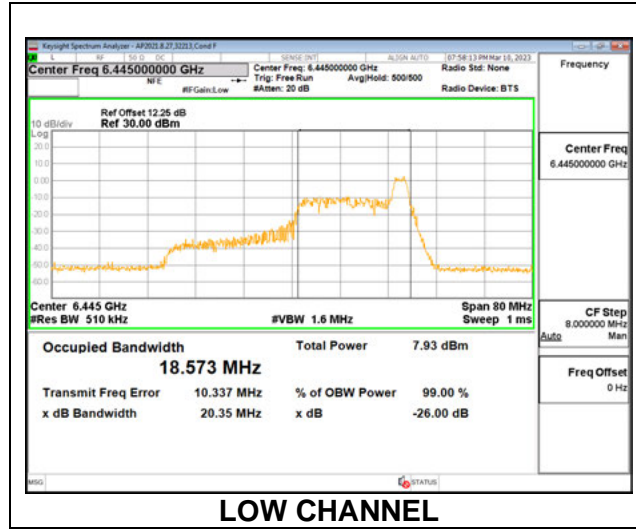 Keysight Spectrum Analyzer - AP2021.8.27,32213,Cond F
L RF 50 Ω DC SENSE:INT ALIGN AUTO 07:58:13 PM Mar 10, 2023
Center Freq 6.445000000 GHz
NFE
#IFGain:Low
Center Freq: 6.445000000 GHz
Trig: Free Run Avg|Hold: 500/500
#Atten: 20 dB
Radio Std: None
Radio Device: BTS
Frequency
Ref Offset 12.25 dB
10 dB/div Ref 30.00 dBm
Log
20.0
10.0
0.00
-10.0
-20.0
-30.0
-40.0
-50.0
-60.0
Center Freq
6.445000000 GHz
Center 6.445 GHz Span 80 MHz
#Res BW 510 kHz #VBW 1.6 MHz Sweep 1 ms
CF Step
8.000000 MHz
Auto Man
Occupied Bandwidth Total Power 7.93 dBm
18.573 MHz
Transmit Freq Error 10.337 MHz % of OBW Power 99.00 %
x dB Bandwidth 20.35 MHz x dB -26.00 dB
Freq Offset
0 Hz
MSG STATUS
LOW CHANNEL